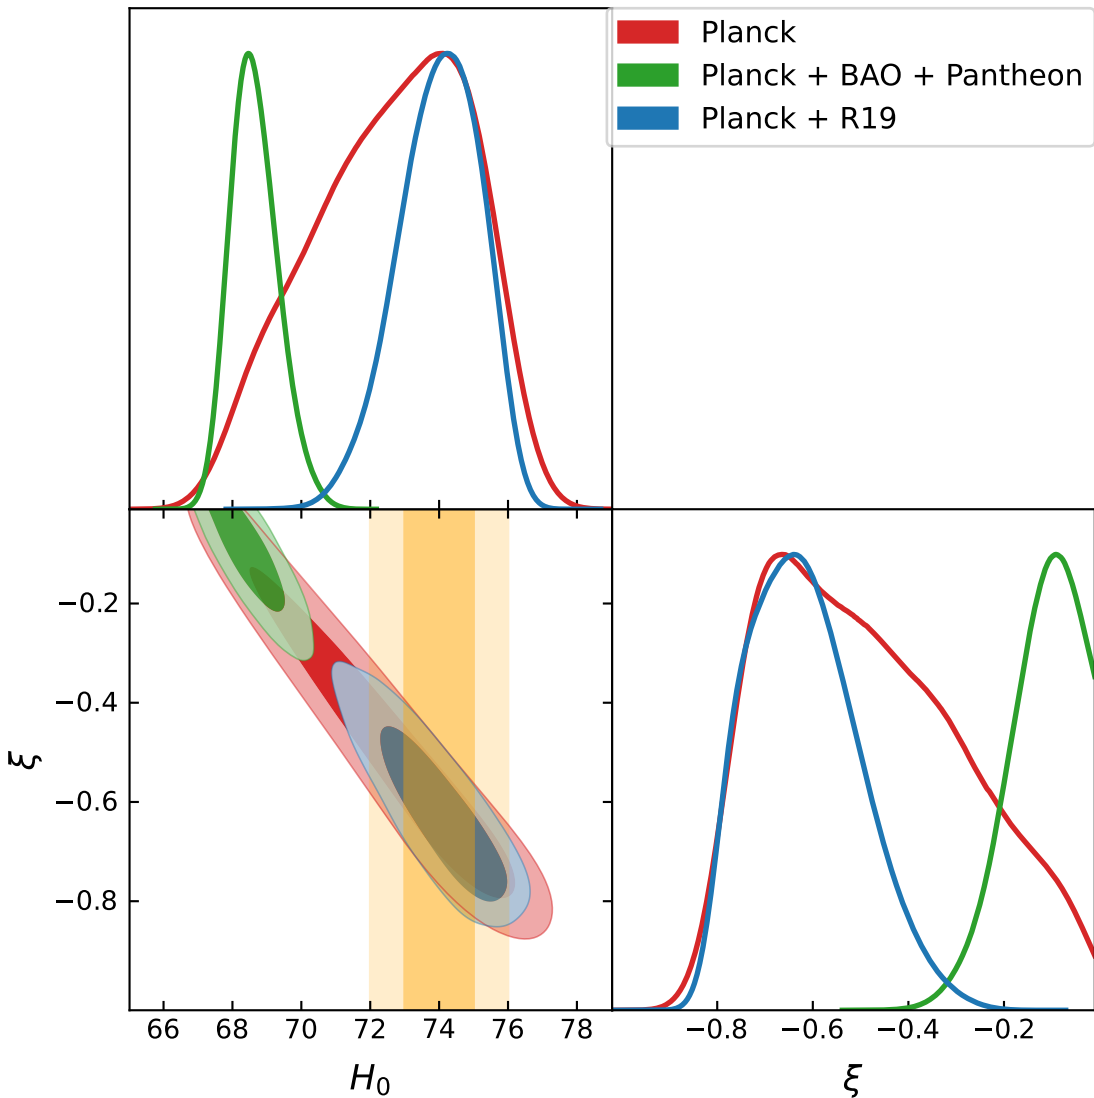 Planck
Planck + BAO + Pantheon
Planck + R19
−0.2
−0.4
−0.6
−0.8
ξ
66 68 70 72 74 76 78
H₀
−0.8 −0.6 −0.4 −0.2
ξ